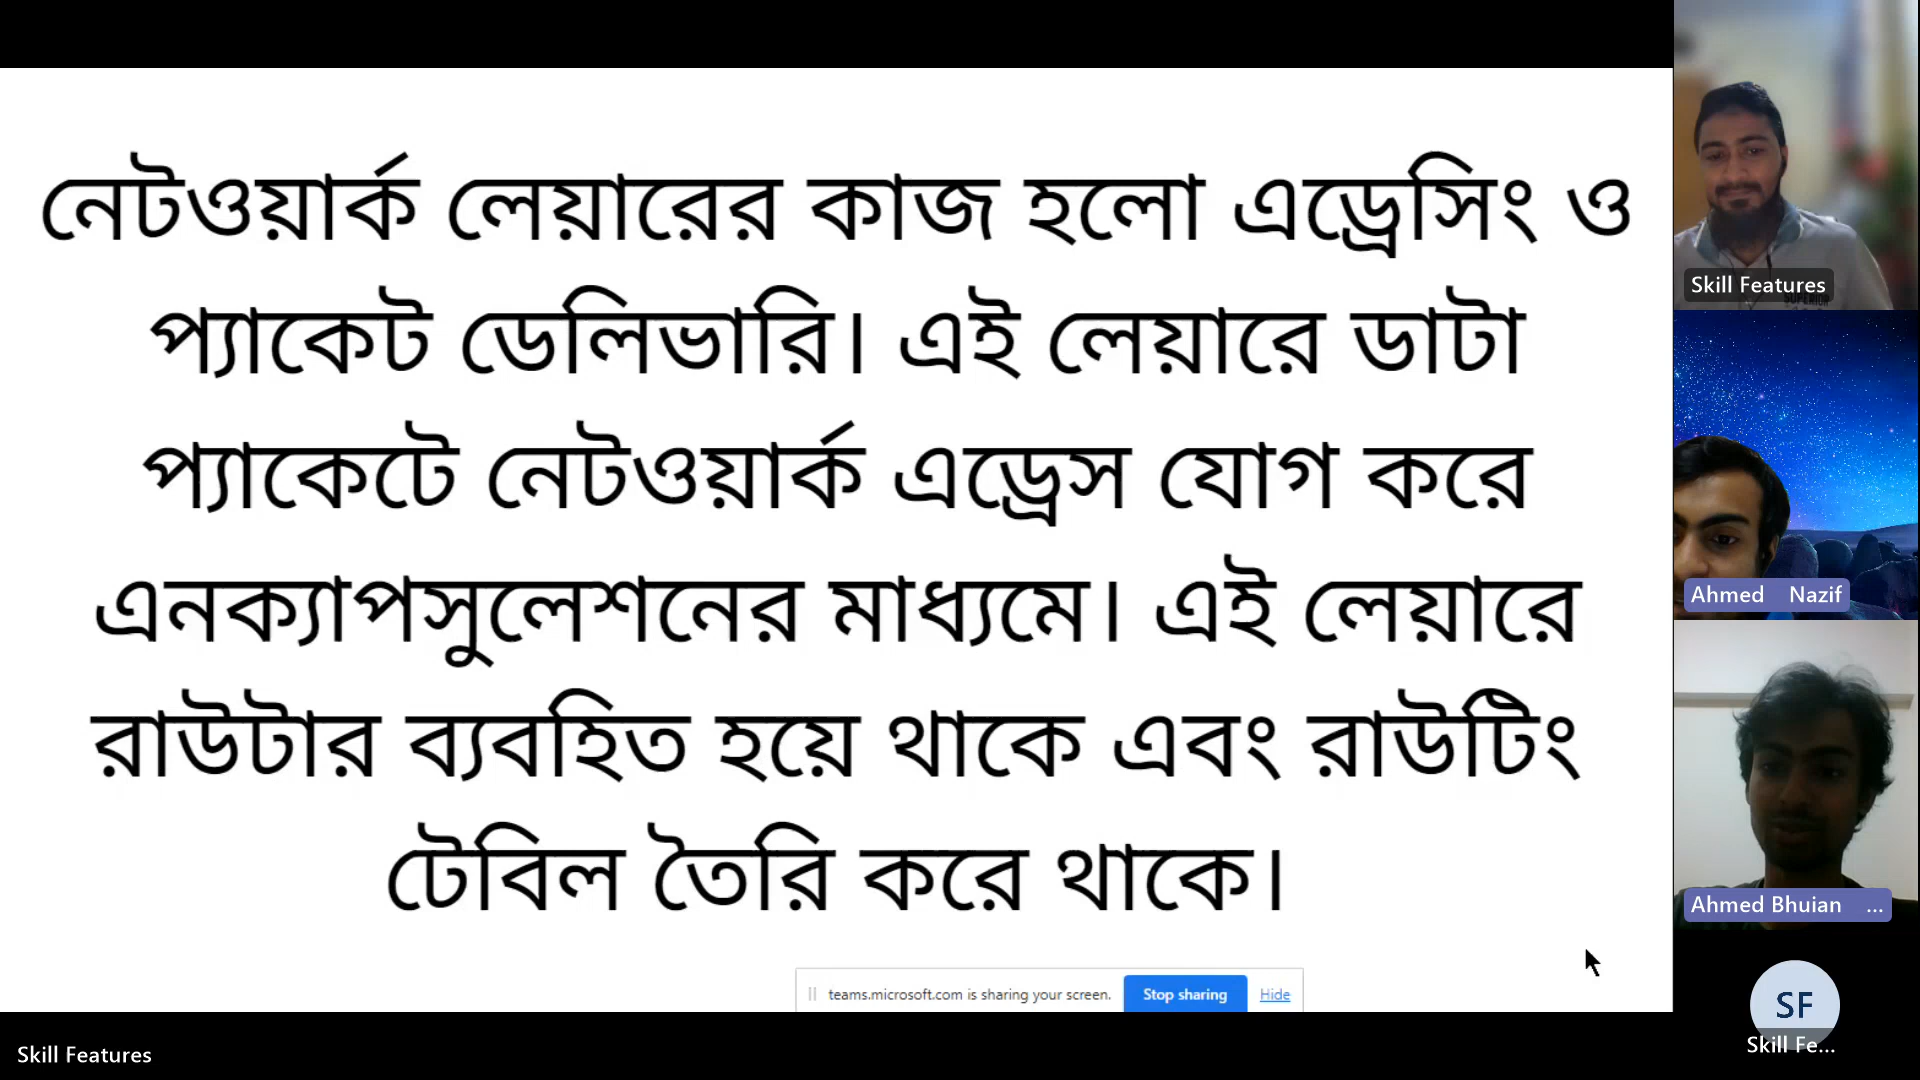 নেটওয়ার্ক লেয়ারের কাজ হলো এড্রেসিং ও
প্যাকেট ডেলিভারি। এই লেয়ারে ডাটা
প্যাকেটে নেটওয়ার্ক এড্রেস যোগ করে
এনক্যাপসুলেশনের মাধ্যমে। এই লেয়ারে
রাউটার ব্যবহিত হয়ে থাকে এবং রাউটিং
টেবিল তৈরি করে থাকে।
teams.microsoft.com is sharing your screen. Stop sharing Hide
Skill Features
SUPERIOR
Skill Features
Ahmed Nazif
Ahmed Bhuian ...
SF
Skill Fe...